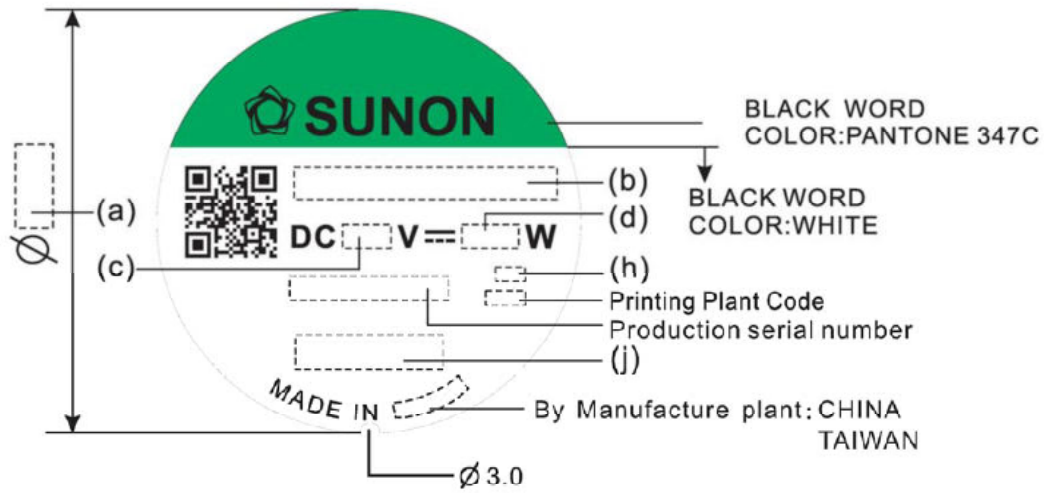 SUNON
BLACK WORD
COLOR:PANTONE 347C
(b)
BLACK WORD
COLOR:WHITE
(a)
Ø
(d)
DC V W
(c)
(h)
Printing Plant Code
Production serial number
(j)
MADE IN
By Manufacture plant: CHINA
TAIWAN
Ø 3.0